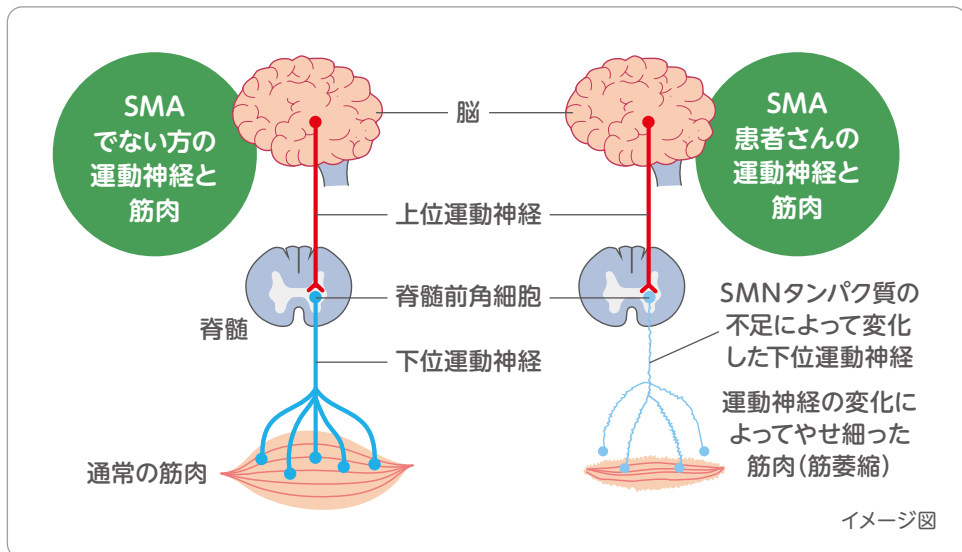 SMA
でない方の
運動神経と
筋肉
脳
SMA
患者さんの
運動神経と
筋肉
上位運動神経
脊髄前角細胞
脊髄
下位運動神経
SMNタンパク質の
不足によって変化
した下位運動神経
運動神経の変化に
よってやせ細った
筋肉(筋萎縮)
通常の筋肉
イメージ図